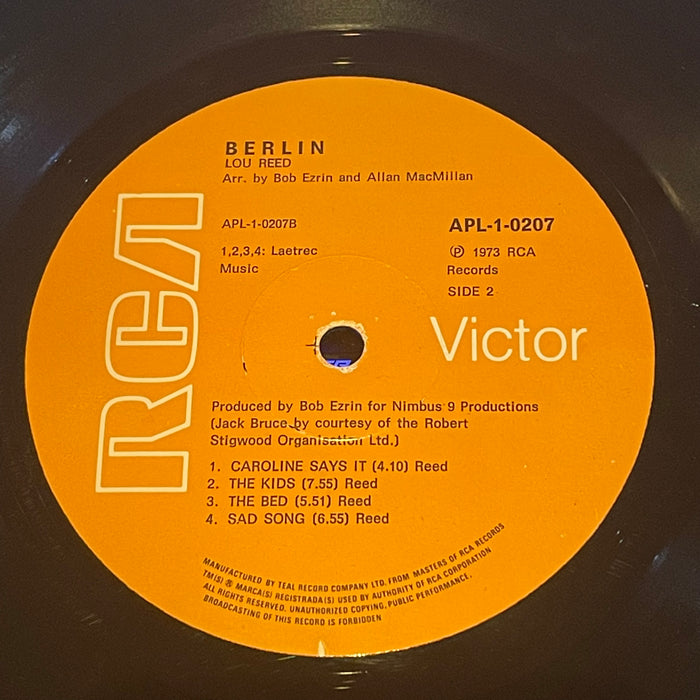 BERLIN
LOU REED
Arr. by Bob Ezrin and Allan MacMillan
APL-1-0207B
APL-1-0207
1,2,3,4: Laetrec
Music
℗ 1973 RCA
Records
SIDE 2
RCA
Victor
Produced by Bob Ezrin for Nimbus 9 Productions
(Jack Bruce by courtesy of the Robert
Stigwood Organisation Ltd.)
1. CAROLINE SAYS IT (4.10) Reed
2. THE KIDS (7.55) Reed
3. THE BED (5.51) Reed
4. SAD SONG (6.55) Reed
MANUFACTURED BY TEAL RECORD COMPANY LTD. FROM MASTERS OF RCA RECORDS
TM(S) ® MARCA(S) REGISTRADA(S) USED BY AUTHORITY OF RCA CORPORATION
ALL RIGHTS RESERVED. UNAUTHORIZED COPYING, PUBLIC PERFORMANCE,
BROADCASTING OF THIS RECORD IS FORBIDDEN